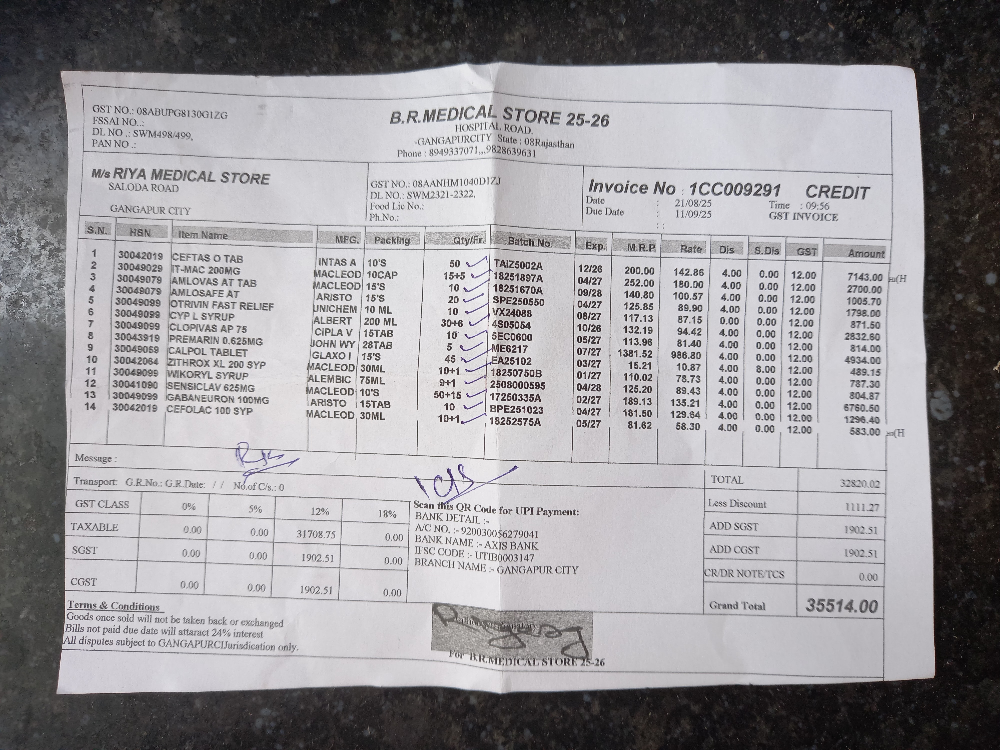 GST NO.: 08ABUPG8130G1ZG
FSSAI NO.:
DL NO .: SWM498/499,
PAN NO .:
B.R.MEDICAL STORE 25-26
HOSPITAL ROAD.
-GANGAPURCITY State : 08Rajasthan
Phone : 8949337071,,,9828639631
M/s RIYA MEDICAL STORE
SALODA ROAD
GANGAPUR CITY
GST NO.: 08AANHM1040D1ZJ
DL NO.: SWM2321-2322,
Food Lic No.:
Ph.No.:
Invoice No : 1CC009291 CREDIT
Date : 21/08/25 Time : 09:56
Due Date : 11/09/25 GST INVOICE
S.N. HSN Item Name MFG. Packing Qty/Fr. Batch No Exp. M.R.P. Rate Dis S.Dis GST Amount
1 30042019 CEFTAS O TAB INTAS A 10'S 50 TAIZ5002A 12/26 200.00 142.86 4.00 0.00 12.00 7143.00
2 30049029 IT-MAC 200MG MACLEOD 10CAP 15+5 18251897A 04/27 252.00 180.00 4.00 0.00 12.00 2700.00
3 30049079 AMLOVAS AT TAB MACLEOD 15'S 10 18251670A 09/28 140.80 100.57 4.00 0.00 12.00 1005.70
4 30049079 AMLOSAFE AT ARISTO 15'S 20 SPE250550 04/27 125.85 89.90 4.00 0.00 12.00 1798.00
5 30049099 OTRIVIN FAST RELIEF UNICHEM 10 ML 10 VX24088 08/27 117.13 87.15 4.00 0.00 12.00 871.50
6 30049099 CYP L SYRUP ALBERT 200 ML 30+6 4S05054 10/26 132.19 94.42 4.00 0.00 12.00 2832.60
7 30049099 CLOPIVAS AP 75 CIPLA V 15TAB 10 5EC0600 05/27 113.96 81.40 4.00 0.00 12.00 814.00
8 30043919 PREMARIN 0.625MG JOHN WY 28TAB 5 ME6217 07/27 1381.52 986.80 4.00 0.00 12.00 4934.00
9 30049069 CALPOL TABLET GLAXO I 15'S 45 EA25102 03/27 15.21 10.87 4.00 8.00 12.00 489.15
10 30042064 ZITHROX XL 200 SYP MACLEOD 30ML 10+1 18250750B 01/27 110.02 78.73 4.00 0.00 12.00 787.30
11 30049099 WIKORYL SYRUP ALEMBIC 75ML 9+1 2508000595 04/28 125.20 89.43 4.00 0.00 12.00 804.87
12 30041090 SENSICLAV 625MG MACLEOD 10'S 50+15 17250335A 02/27 189.13 135.21 4.00 0.00 12.00 6760.50
13 30049099 GABANEURON 100MG ARISTO 15TAB 10 BPE251023 04/27 181.50 129.64 4.00 0.00 12.00 1296.40
14 30042019 CEFOLAC 100 SYP MACLEOD 30ML 10+1 15252575A 05/27 81.62 58.30 4.00 0.00 12.00 583.00
Message :
Transport: G.R.No.: G.R.Date: / / No.of C/s.: 0
GST CLASS 0% 5% 12% 18%
TAXABLE 0.00 0.00 31708.75 0.00
SGST 0.00 0.00 1902.51 0.00
CGST 0.00 0.00 1902.51 0.00
Scan this QR Code for UPI Payment:
BANK DETAIL :-
A/C NO. :- 920030056279041
BANK NAME :- AXIS BANK
IFSC CODE :- UTIB0003147
BRANCH NAME :- GANGAPUR CITY
TOTAL 32820.02
Less Discount 1111.27
ADD SGST 1902.51
ADD CGST 1902.51
CR/DR NOTE/TCS 0.00
Grand Total 35514.00
Terms & Conditions
Goods once sold will not be taken back or exchanged
Bills not paid due date will attaract 24% interest
All disputes subject to GANGAPURCIJurisdication only.
For B.R.MEDICAL STORE 25-26